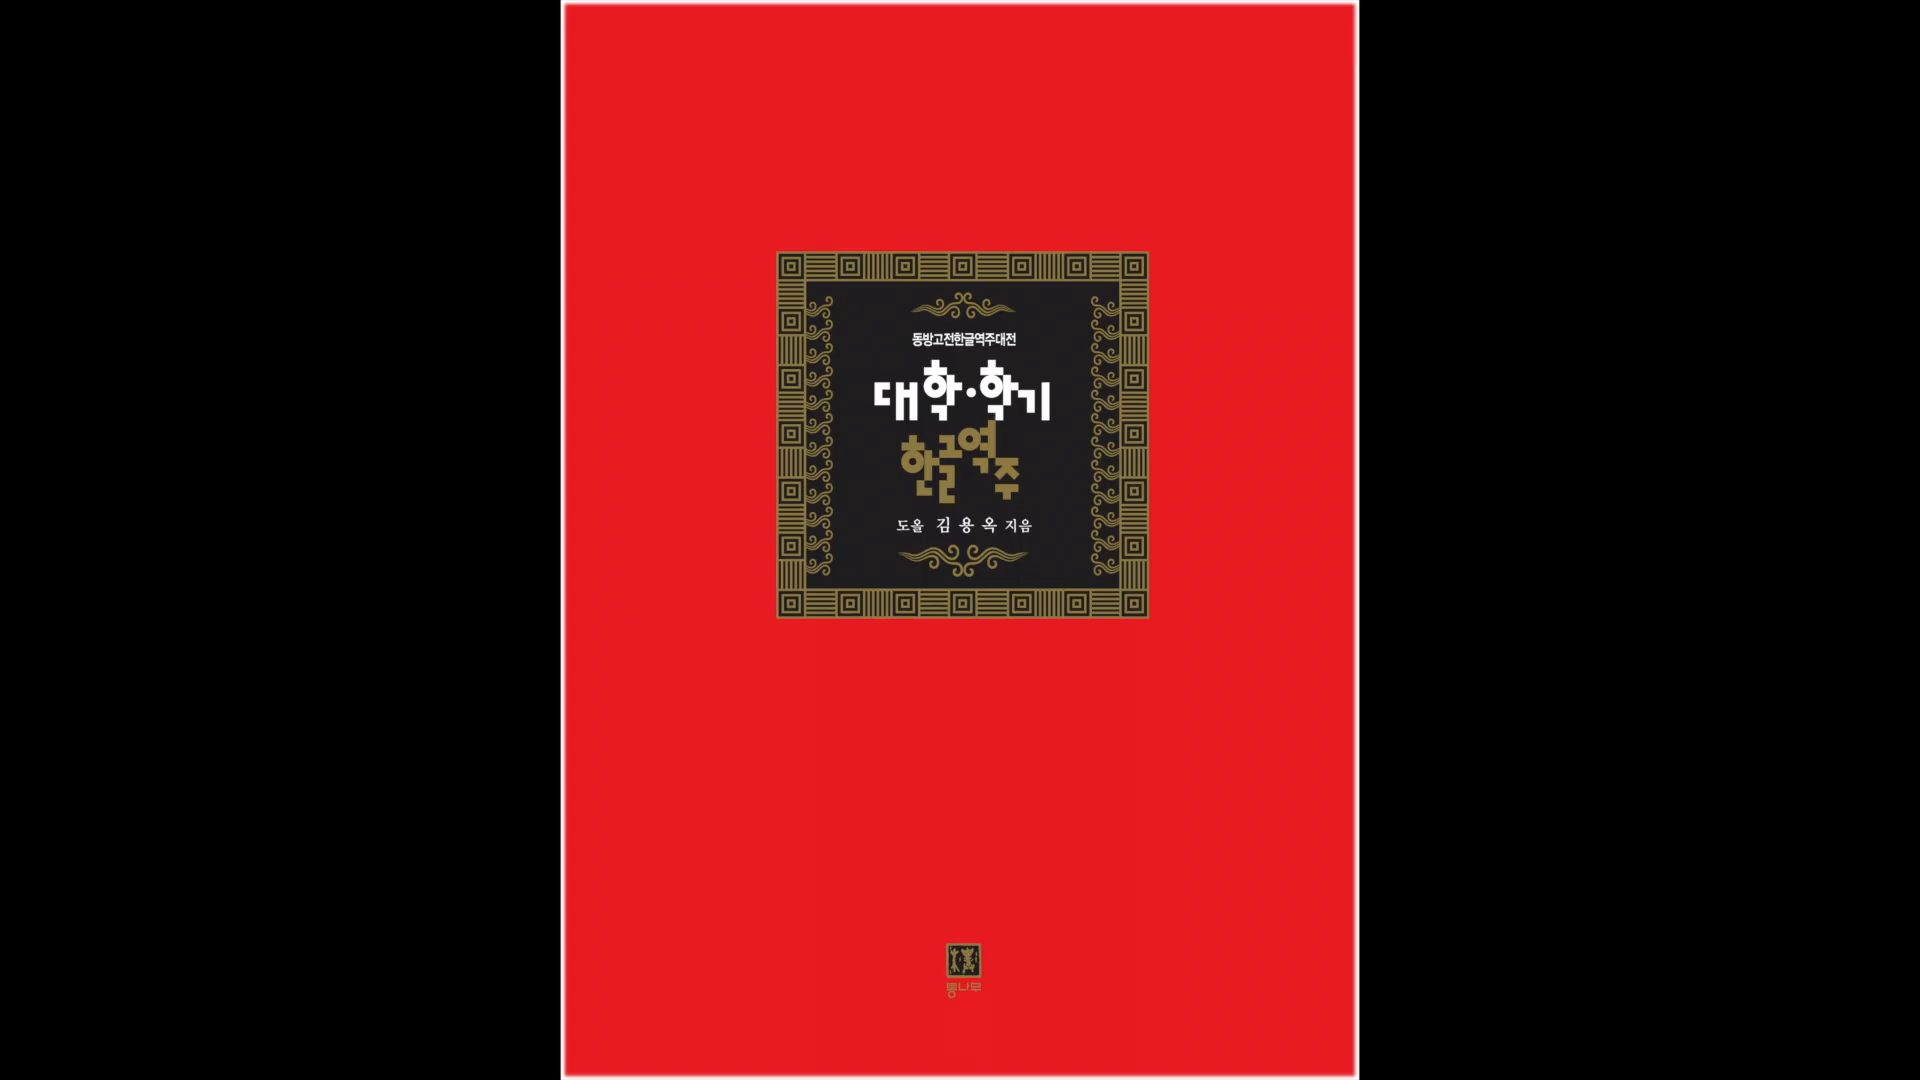 동방고전한글역주대전
대학·학기
한글역주
도올 김용옥 지음
통나무